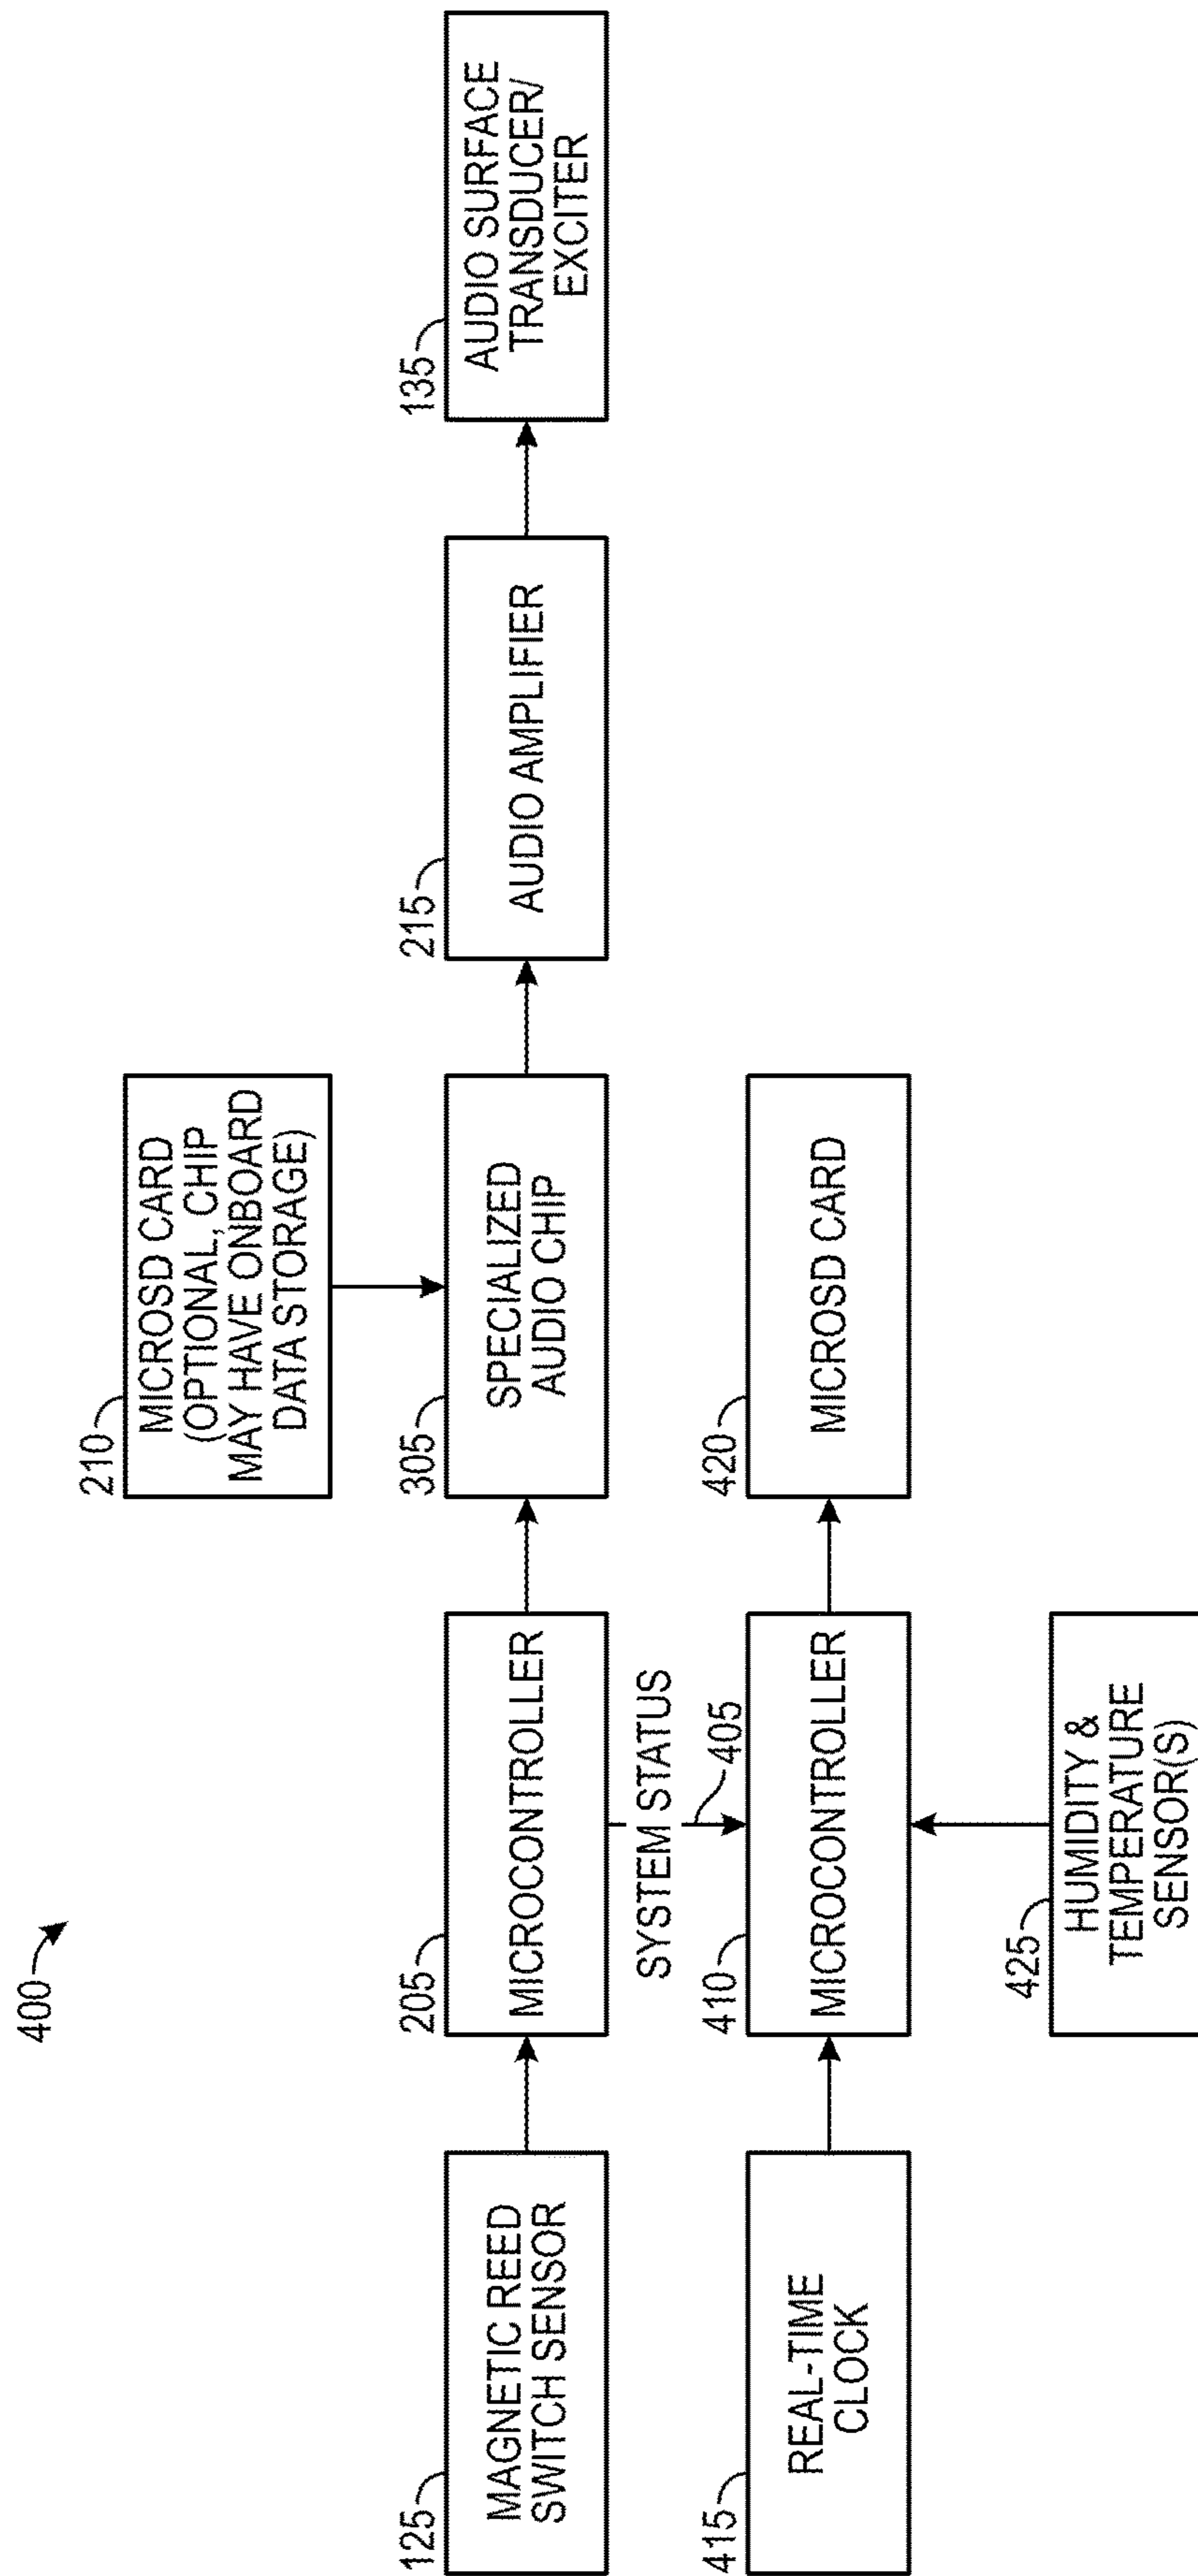 400
210
MICROSD CARD
(OPTIONAL, CHIP
MAY HAVE ONBOARD
DATA STORAGE)
125
MAGNETIC REED
SWITCH SENSOR
205
MICROCONTROLLER
305
SPECIALIZED
AUDIO CHIP
215
AUDIO AMPLIFIER
135
AUDIO SURFACE
TRANSDUCER/
EXCITER
SYSTEM STATUS
405
415
REAL-TIME
CLOCK
410
MICROCONTROLLER
420
MICROSD CARD
425
HUMIDITY &
TEMPERATURE
SENSOR(S)